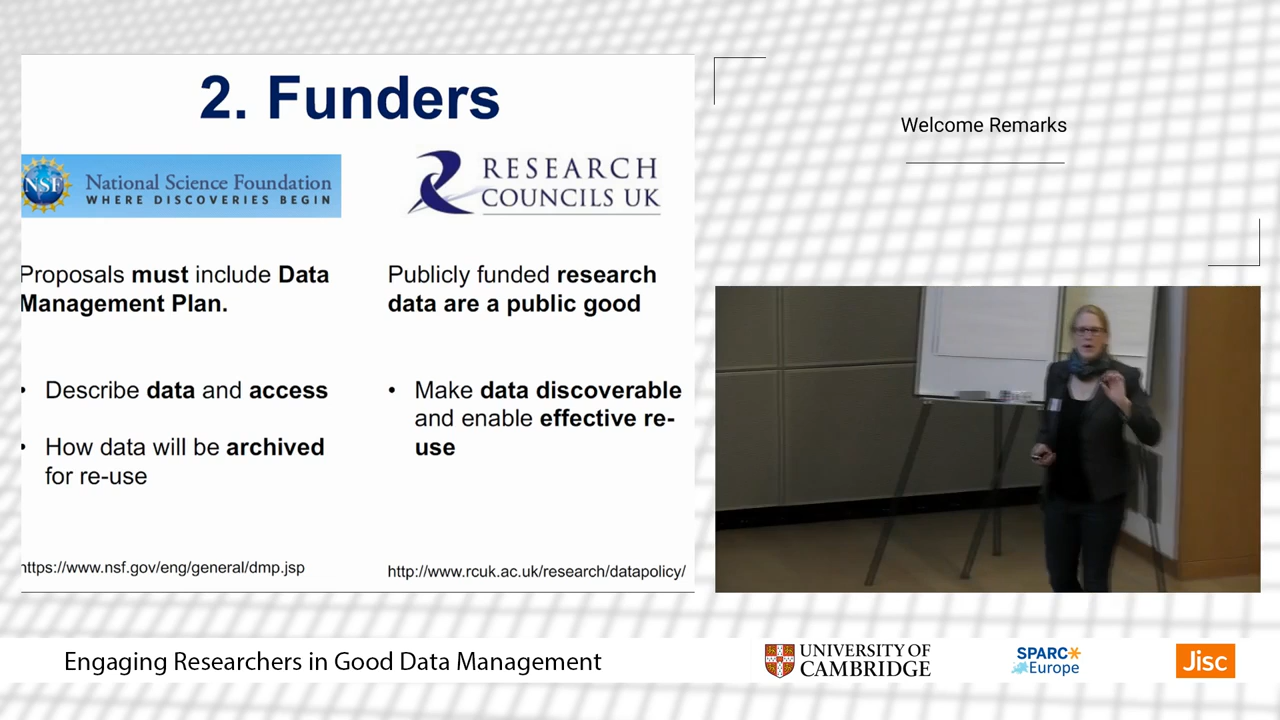 2. Funders
NSF
National Science Foundation
WHERE DISCOVERIES BEGIN
RESEARCH
COUNCILS UK
Proposals must include Data
Management Plan.
• Describe data and access
• How data will be archived
for re-use
https://www.nsf.gov/eng/general/dmp.jsp
Publicly funded research
data are a public good
• Make data discoverable
and enable effective re-
use
http://www.rcuk.ac.uk/research/datapolicy/
Welcome Remarks
Engaging Researchers in Good Data Management
UNIVERSITY OF
CAMBRIDGE
SPARC
Europe
Jisc